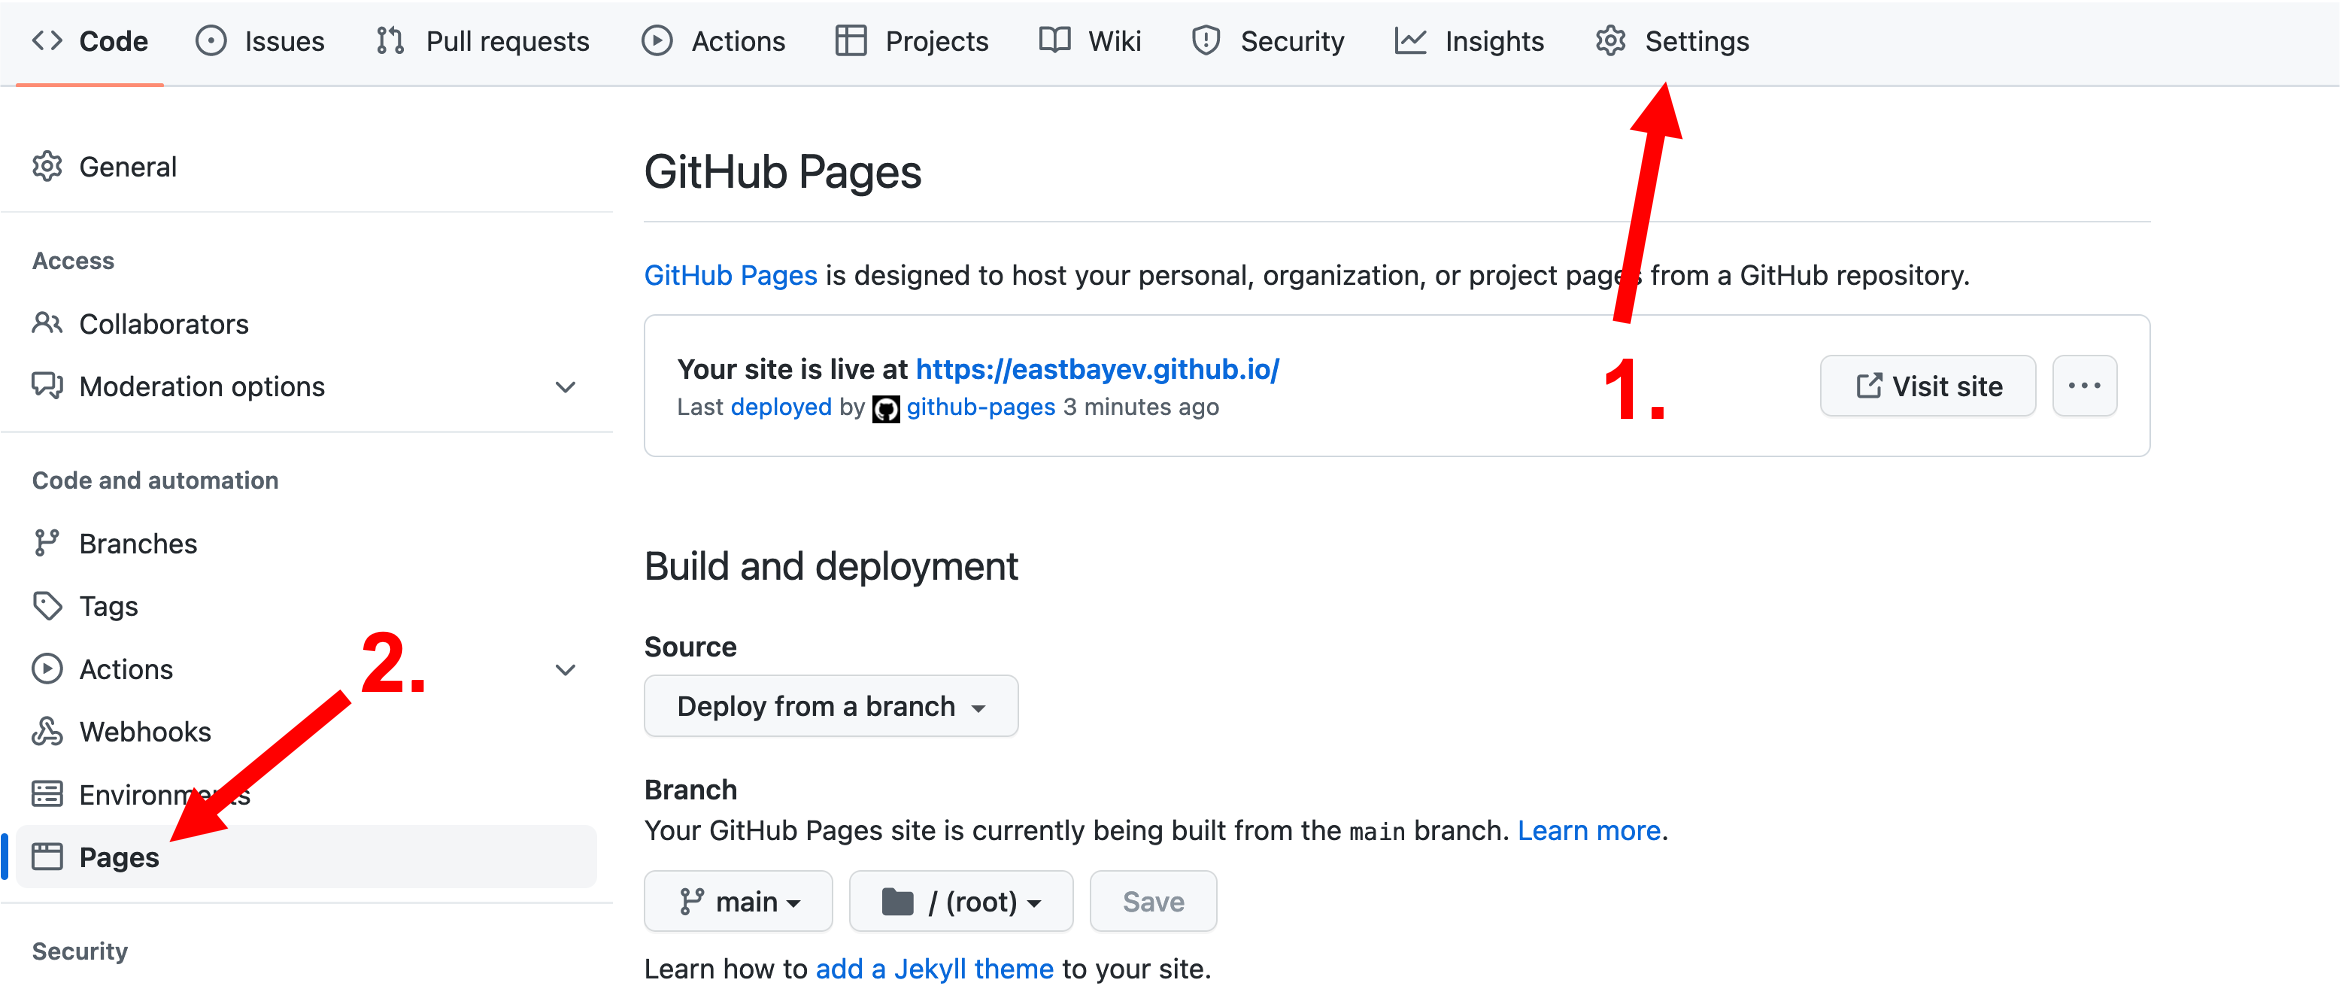 Code Issues Pull requests Actions Projects Wiki Security Insights Settings
General
Access
Collaborators
Moderation options
Code and automation
Branches
Tags
Actions
Webhooks
Environments
Pages
Security
2.
GitHub Pages
GitHub Pages is designed to host your personal, organization, or project pages from a GitHub repository.
Your site is live at https://eastbayev.github.io/
Last deployed by github-pages 3 minutes ago
1.
Visit site
Build and deployment
Source
Deploy from a branch
Branch
Your GitHub Pages site is currently being built from the main branch. Learn more.
main / (root) Save
Learn how to add a Jekyll theme to your site.